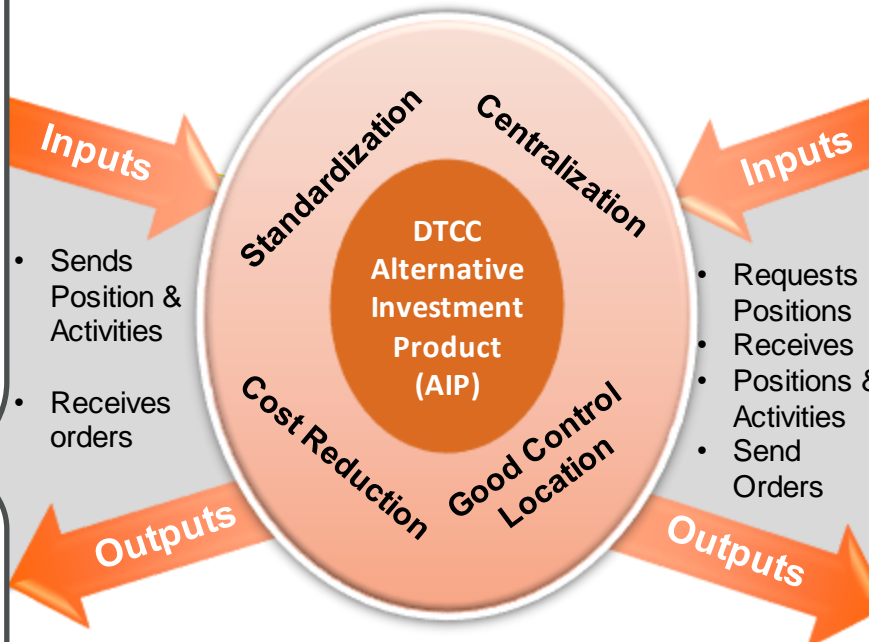 Inputs
Inputs
Standardization
Centralization
DTCC
Alternative
Investment
Product
(AIP)
Cost Reduction
Good Control
Location
• Sends
Position &
Activities
• Receives
orders
• Requests
Positions
• Receives
• Positions &
Activities
• Send
Orders
Outputs
Outputs